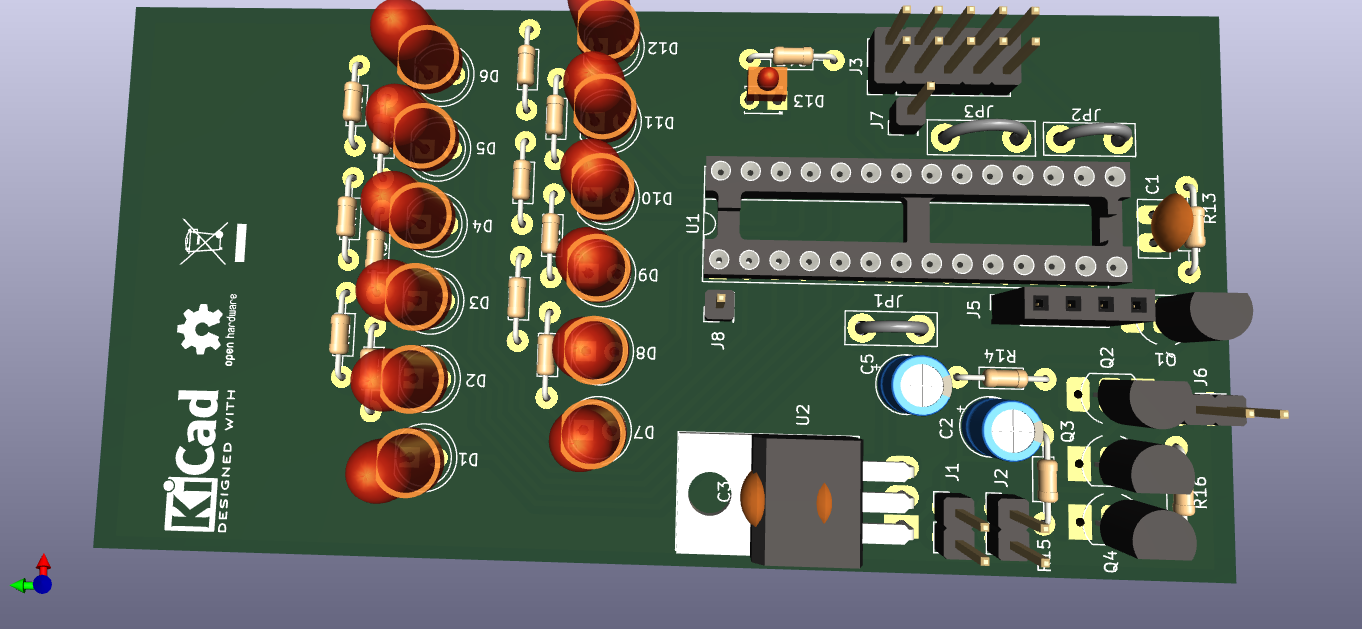 D6
D5
D4
D3
D2
D1
D12
D11
D10
D9
D8
D7
D13
J3
J7
JP3
JP2
U1
C1
R13
J8
JP1
J5
Q1
C5
R14
Q2
J6
C2
Q3
U2
C3
J1
J2
R16
R15
Q4
open hardware
KiCad
DESIGNED WITH